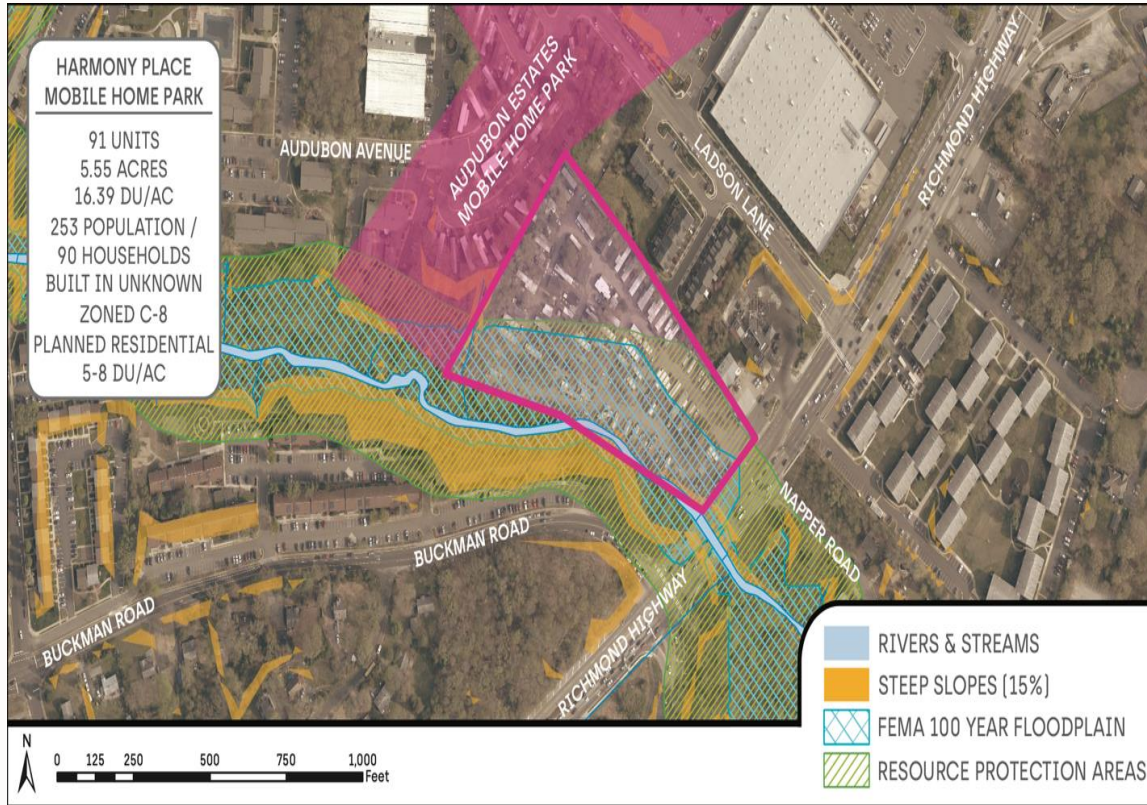 HARMONY PLACE
MOBILE HOME PARK
91 UNITS
5.55 ACRES
16.39 DU/AC
253 POPULATION /
90 HOUSEHOLDS
BUILT IN UNKNOWN
ZONED C-8
PLANNED RESIDENTIAL
5-8 DU/AC
AUDUBON AVENUE
AUDUBON ESTATES
MOBILE HOME PARK
LADSON LANE
RICHMOND HIGHWAY
NAPPER ROAD
BUCKMAN ROAD
BUCKMAN ROAD
RICHMOND HIGHWAY
RIVERS & STREAMS
STEEP SLOPES (15%)
FEMA 100 YEAR FLOODPLAIN
RESOURCE PROTECTION AREAS
N
0 125 250 500 750 1,000
Feet